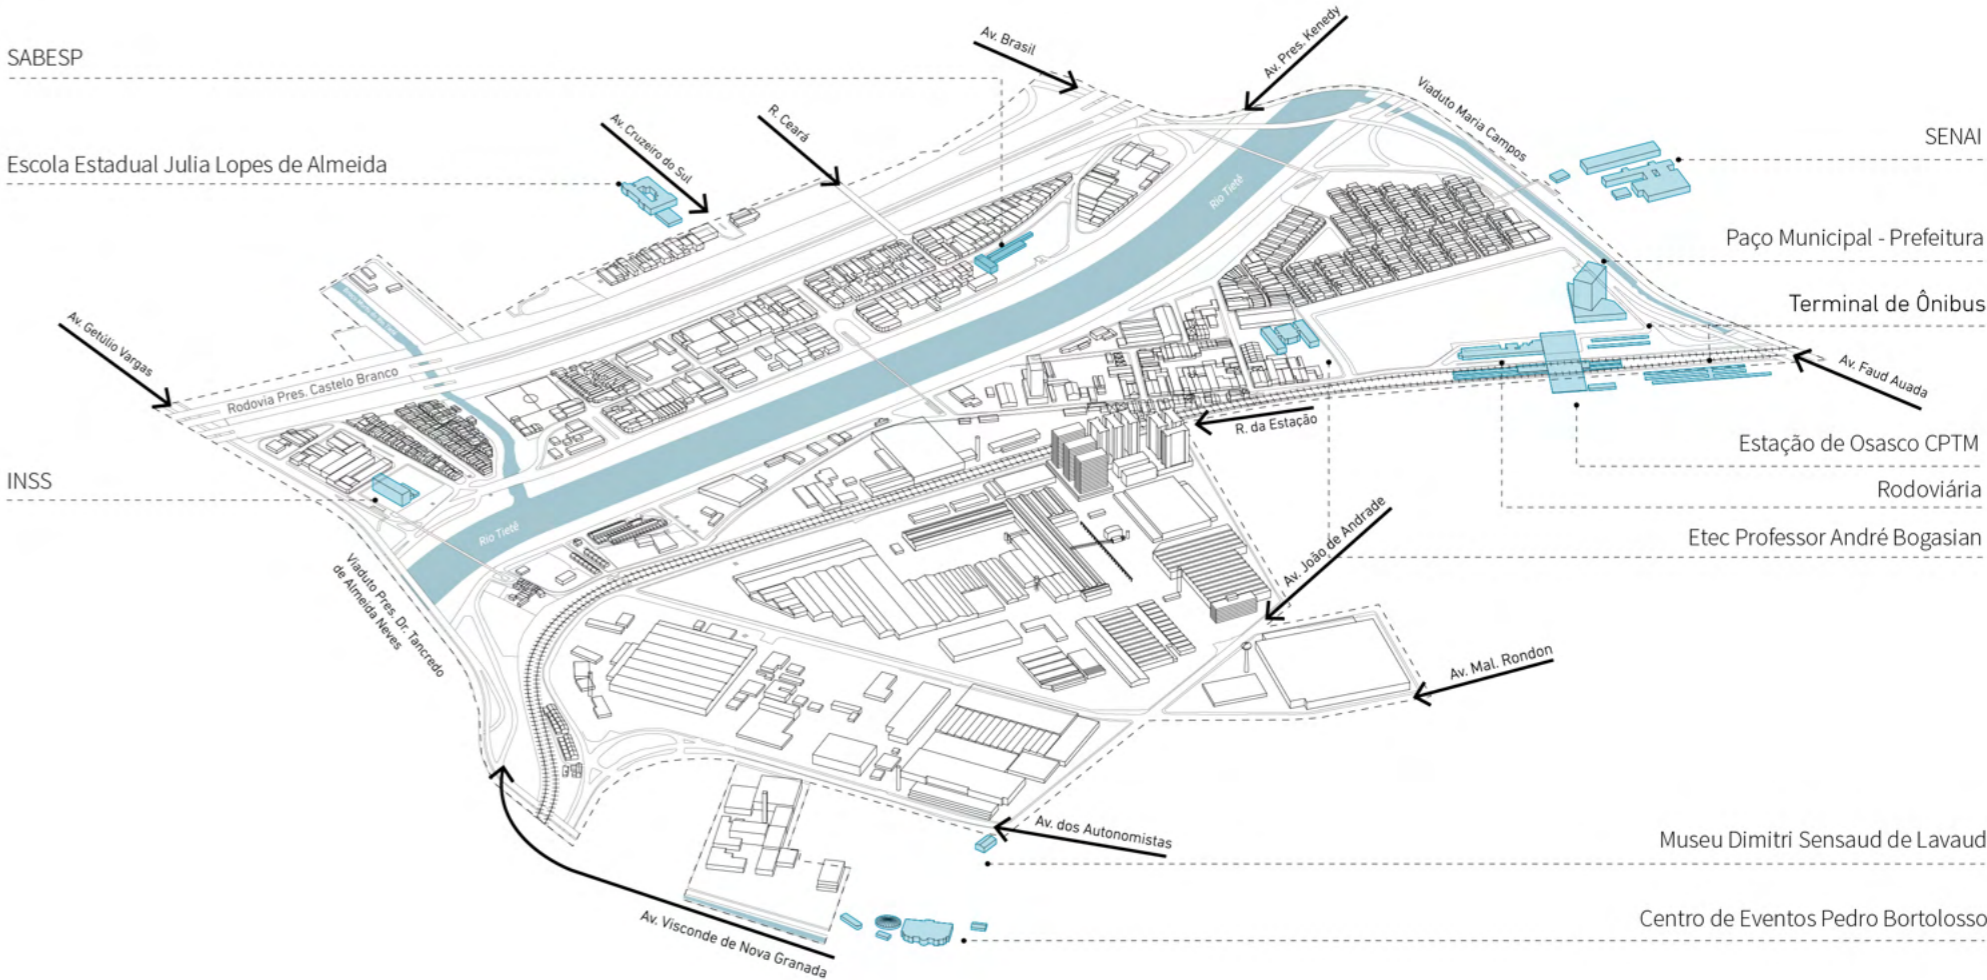 SABESP
Escola Estadual Julia Lopes de Almeida
Av. Cruzeiro do Sul
R. Ceará
Av. Brasil
Av. Pres. Kenedy
Viaduto Maria Campos
SENAI
Paço Municipal - Prefeitura
Terminal de Ônibus
Av. Faud Auada
Rio Tietê
Av. Getúlio Vargas
Rodovia Pres. Castelo Branco
R. da Estação
Estação de Osasco CPTM
Rodoviária
Etec Professor André Bogasian
INSS
Rio Tietê
Viaduto Pres. Dr. Tancredo
de Almeida Neves
Av. João de Andrade
Av. Mal. Rondon
Av. dos Autonomistas
Museu Dimitri Sensaud de Lavaud
Av. Visconde de Nova Granada
Centro de Eventos Pedro Bortolosso